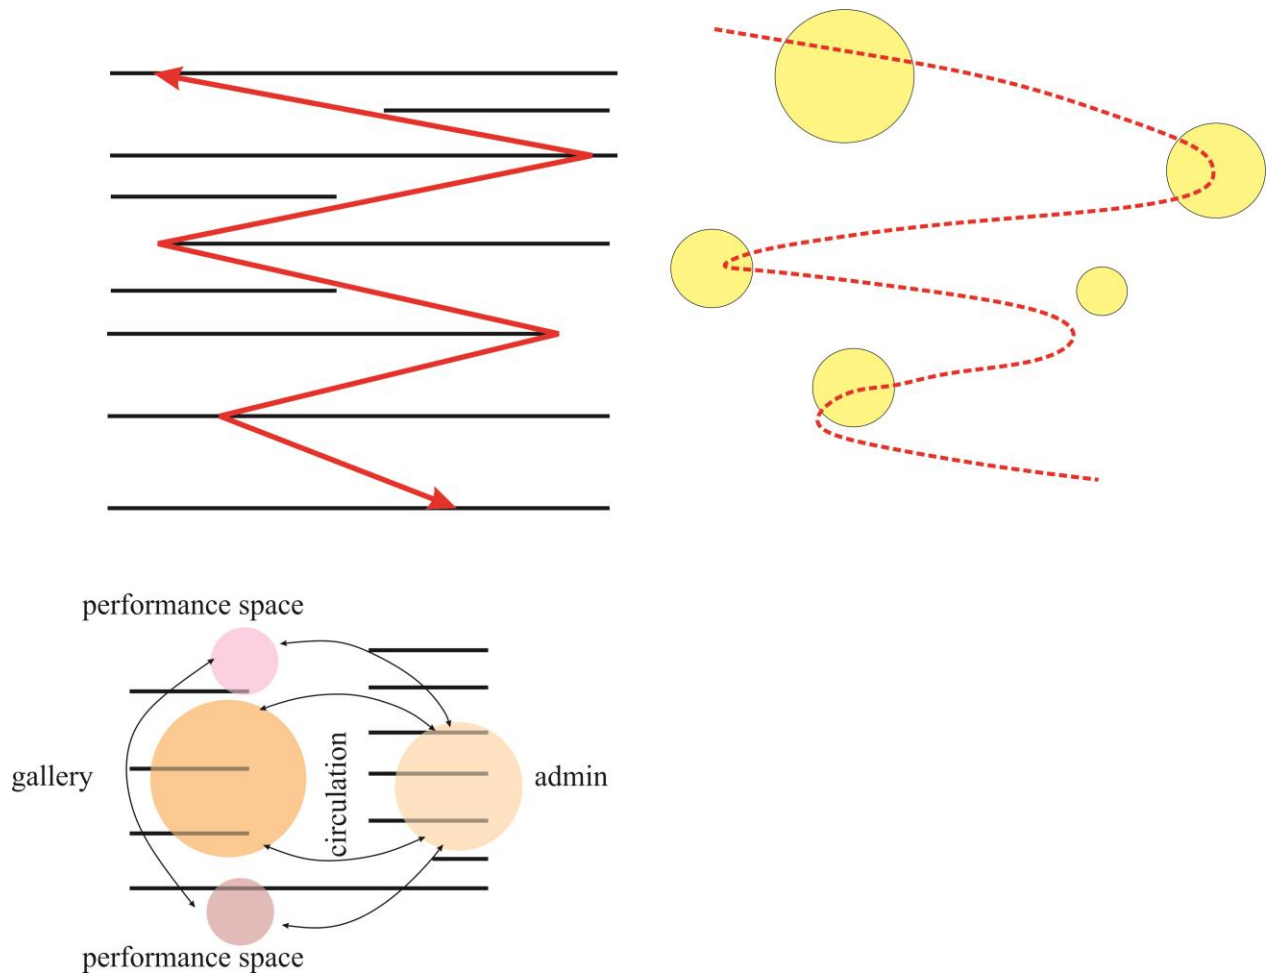 performance space
gallery
circulation
admin
performance space